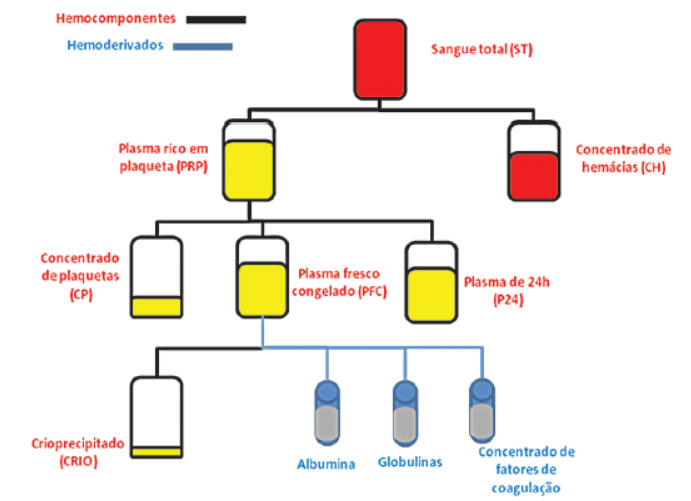 Hemocomponentes
Hemoderivados
Sangue total (ST)
Plasma rico em
plaqueta (PRP)
Concentrado de
hemácias (CH)
Concentrado
de plaquetas
(CP)
Plasma fresco
congelado (PFC)
Plasma de 24h
(P24)
Crioprecipitado
(CRIO)
Albumina
Globulinas
Concentrado de
fatores de
coagulação